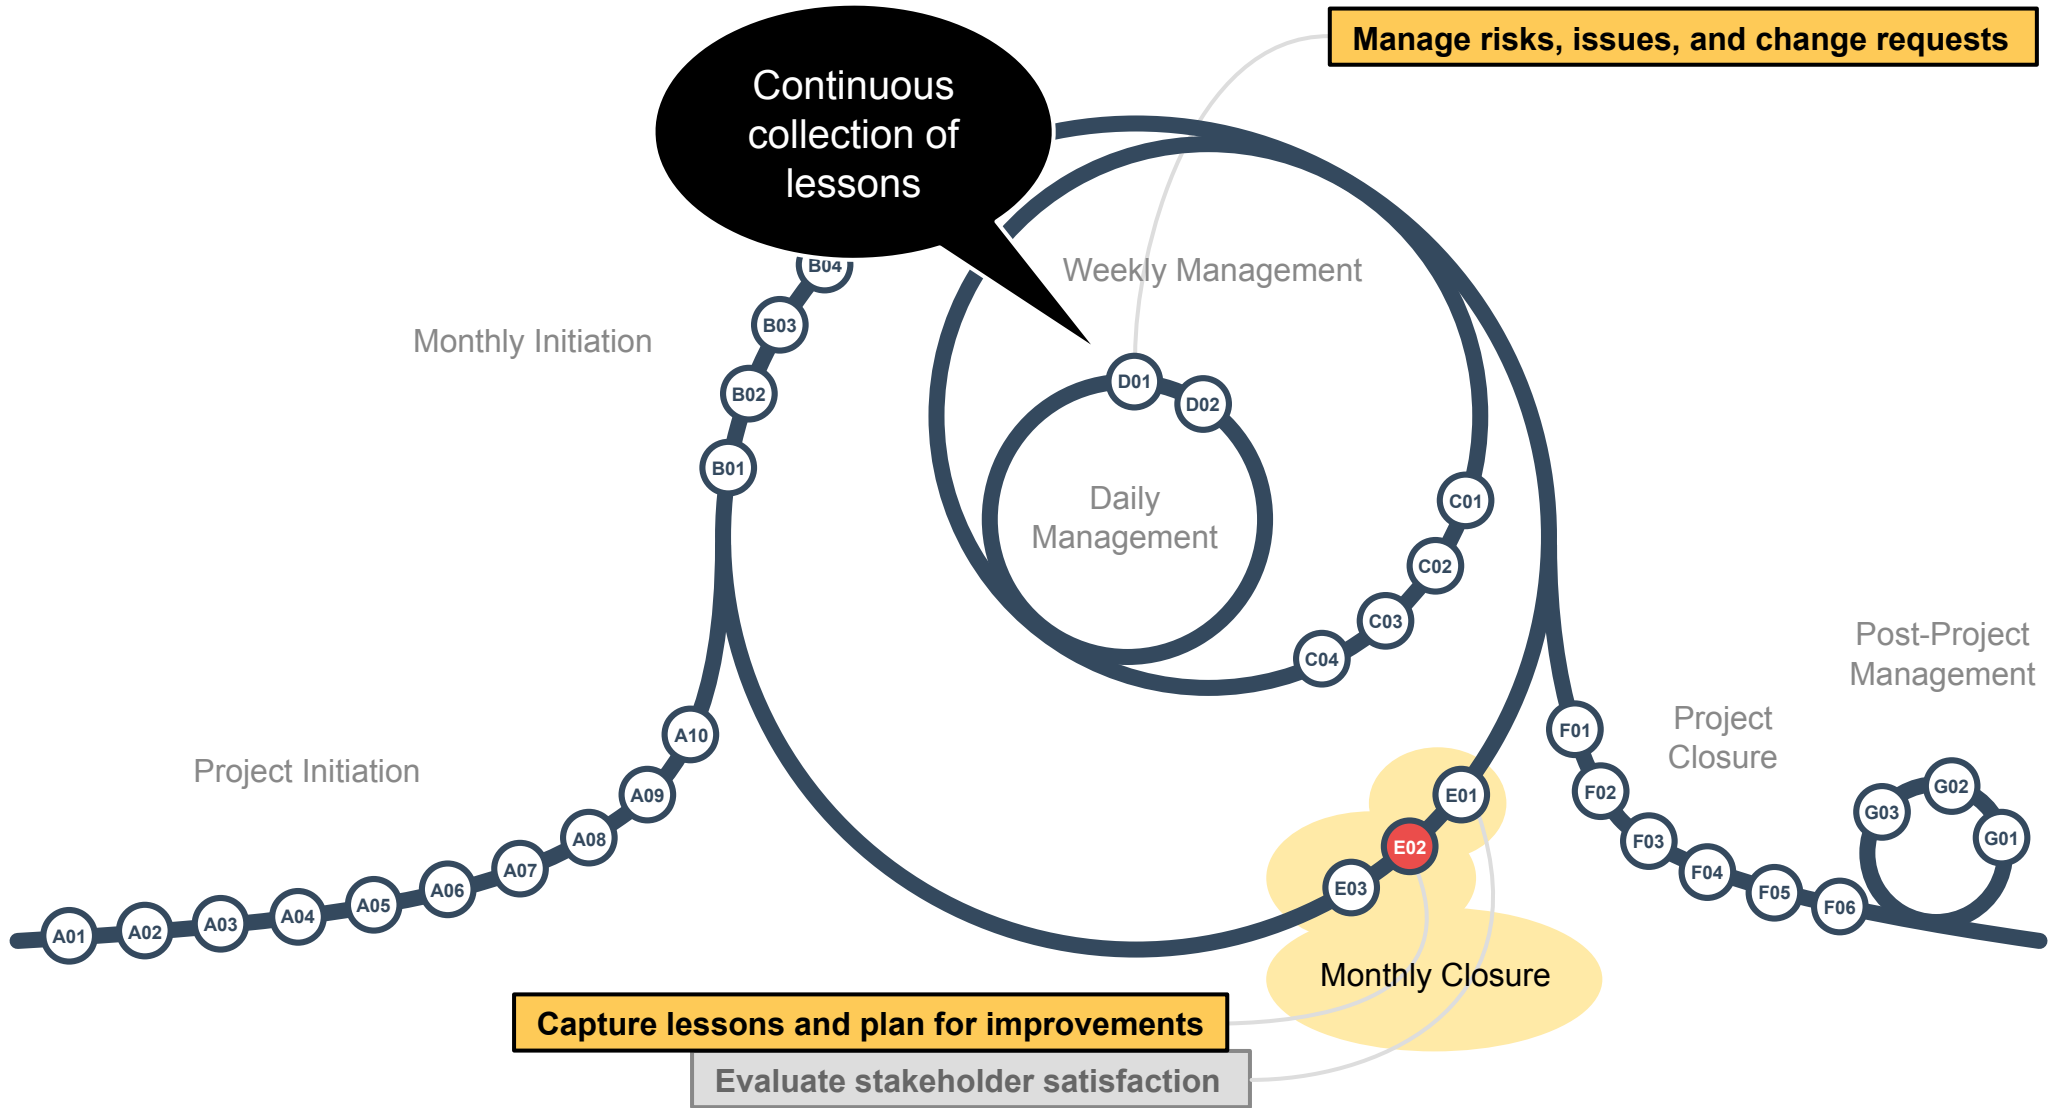 Manage risks, issues, and change requests
Continuous
collection of
lessons
Weekly Management
B04
B03
Monthly Initiation
B02
B01
D01
D02
Daily
Management
C01
C02
C03
C04
Post-Project
Management
Project
Closure
A10
Project Initiation
A09
A08
A07
A06
A05
A04
A03
A02
A01
E01
E02
E03
Monthly Closure
F01
F02
F03
F04
F05
F06
G03
G02
G01
Capture lessons and plan for improvements
Evaluate stakeholder satisfaction